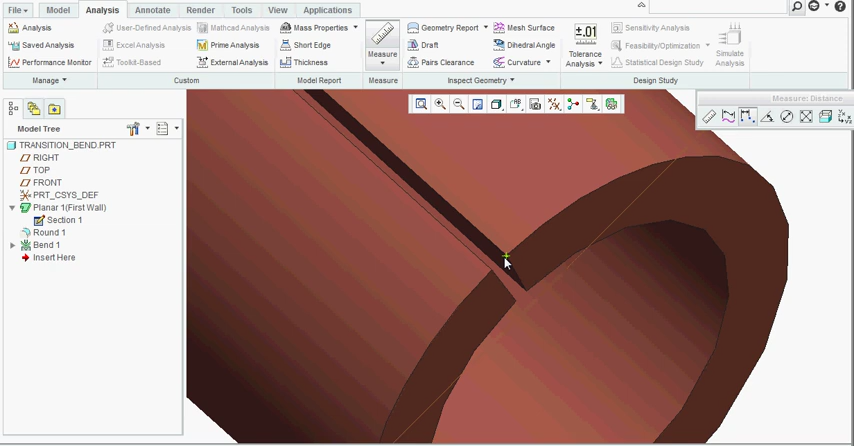 File
Model
Analysis
Annotate
Render
Tools
View
Applications
Analysis
Saved Analysis
Performance Monitor
Manage
User-Defined Analysis
Excel Analysis
Toolkit-Based
Mathcad Analysis
Prime Analysis
External Analysis
Custom
Mass Properties
Short Edge
Thickness
Model Report
Measure
Measure
Geometry Report
Draft
Pairs Clearance
Mesh Surface
Dihedral Angle
Curvature
Inspect Geometry
±.01
Tolerance
Analysis
Sensitivity Analysis
Feasibility/Optimization
Statistical Design Study
Simulate
Analysis
Design Study
Measure: Distance
Model Tree
TRANSITION_BEND.PRT
RIGHT
TOP
FRONT
PRT_CSYS_DEF
Planar 1(First Wall)
Section 1
Round 1
Bend 1
Insert Here